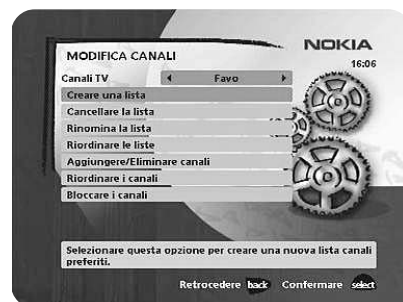 NOKIA
MODIFICA CANALI
16:06
Canali TV Favo
Creare una lista
Cancellare la lista
Rinomina la lista
Riordinare le liste
Aggiungere/Eliminare canali
Riordinare i canali
Bloccare i canali
Selezionare questa opzione per creare una nuova lista canali
preferiti.
Retrocedere back Confermare select